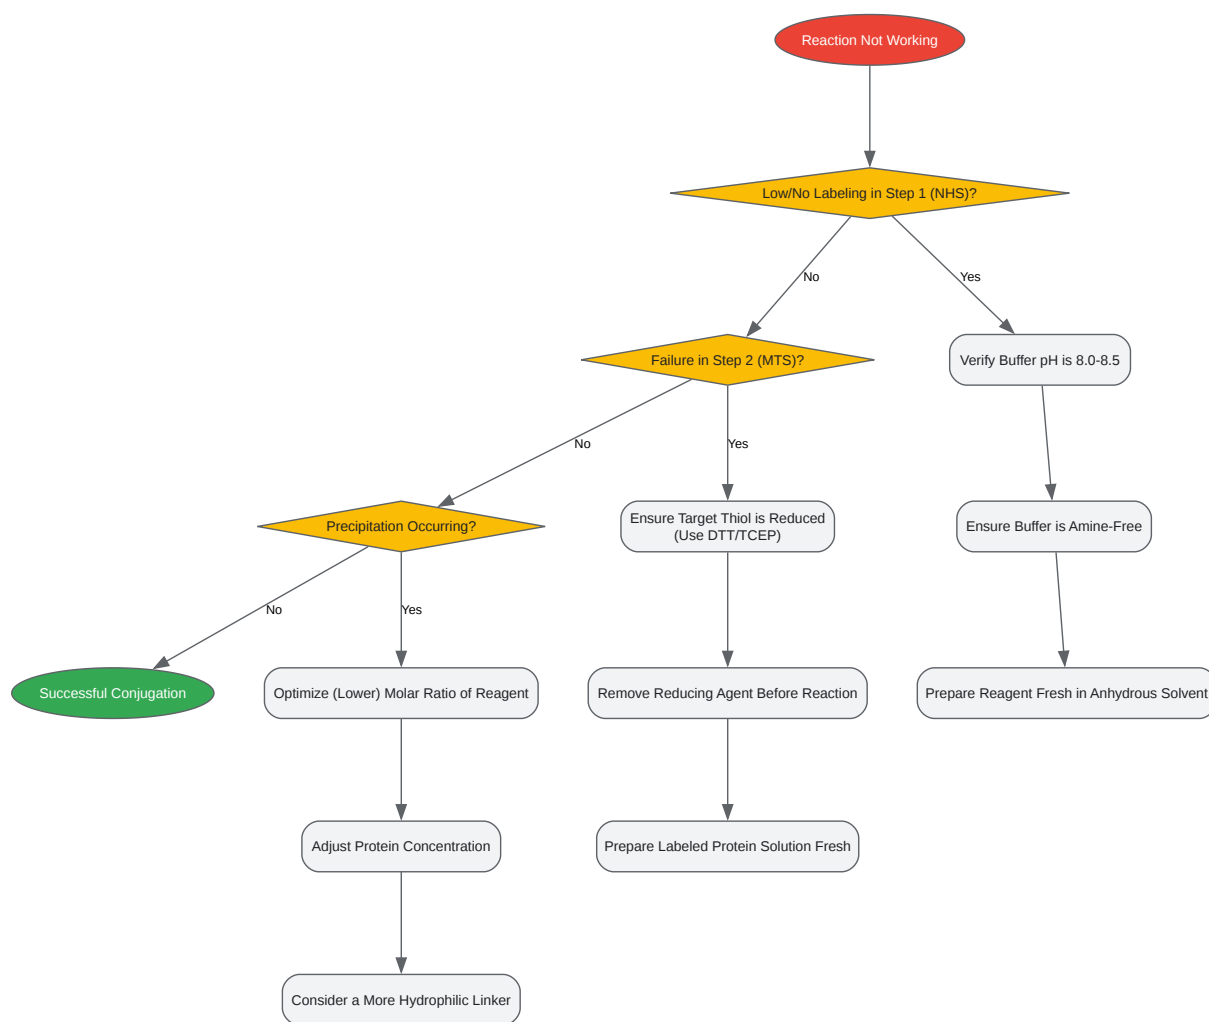 Reaction Not Working
Low/No Labeling in Step 1 (NHS)?
No
Yes
Failure in Step 2 (MTS)?
Verify Buffer pH is 8.0-8.5
No
Yes
Precipitation Occurring?
Ensure Target Thiol is Reduced
(Use DTT/TCEP)
Ensure Buffer is Amine-Free
No
Yes
Successful Conjugation
Optimize (Lower) Molar Ratio of Reagent
Remove Reducing Agent Before Reaction
Prepare Reagent Fresh in Anhydrous Solvent
Adjust Protein Concentration
Prepare Labeled Protein Solution Fresh
Consider a More Hydrophilic Linker